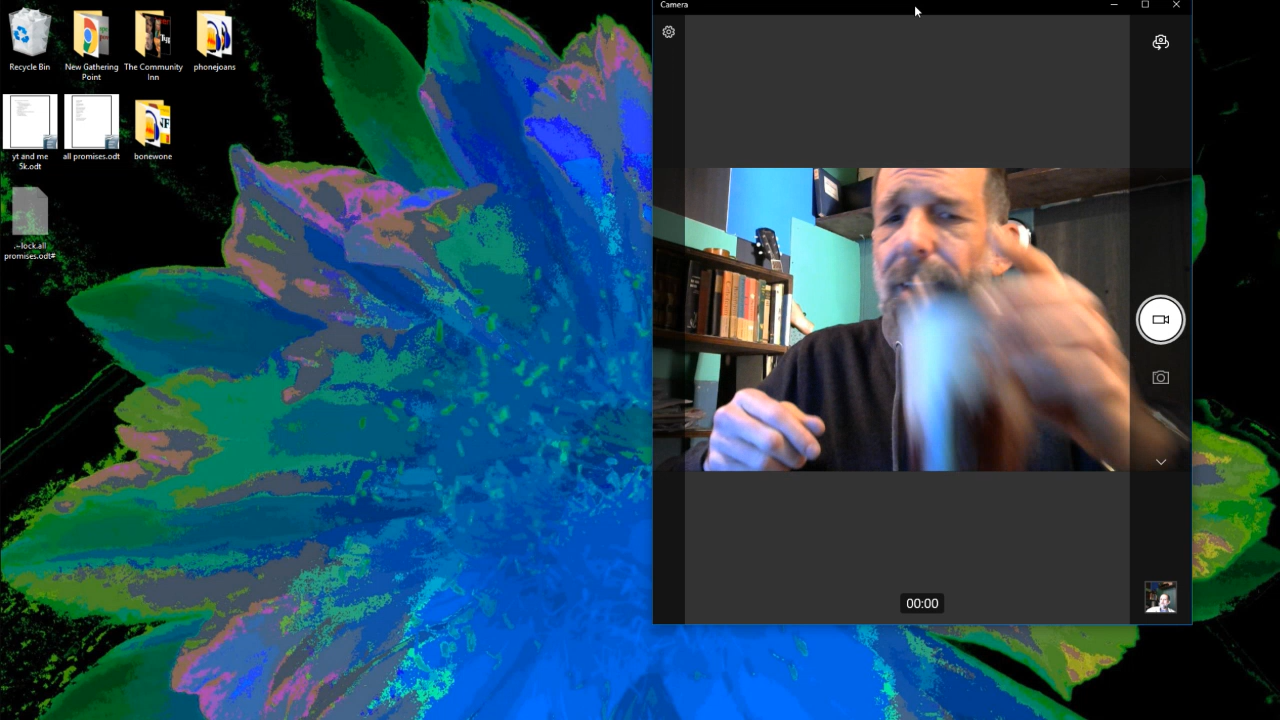 Camera
Recycle Bin
New Gathering
Point
The Community
Inn
phonejoans
yt and me
5k.odt
all promises.odt
bonewone
.~lock.all
promises.odt#
00:00